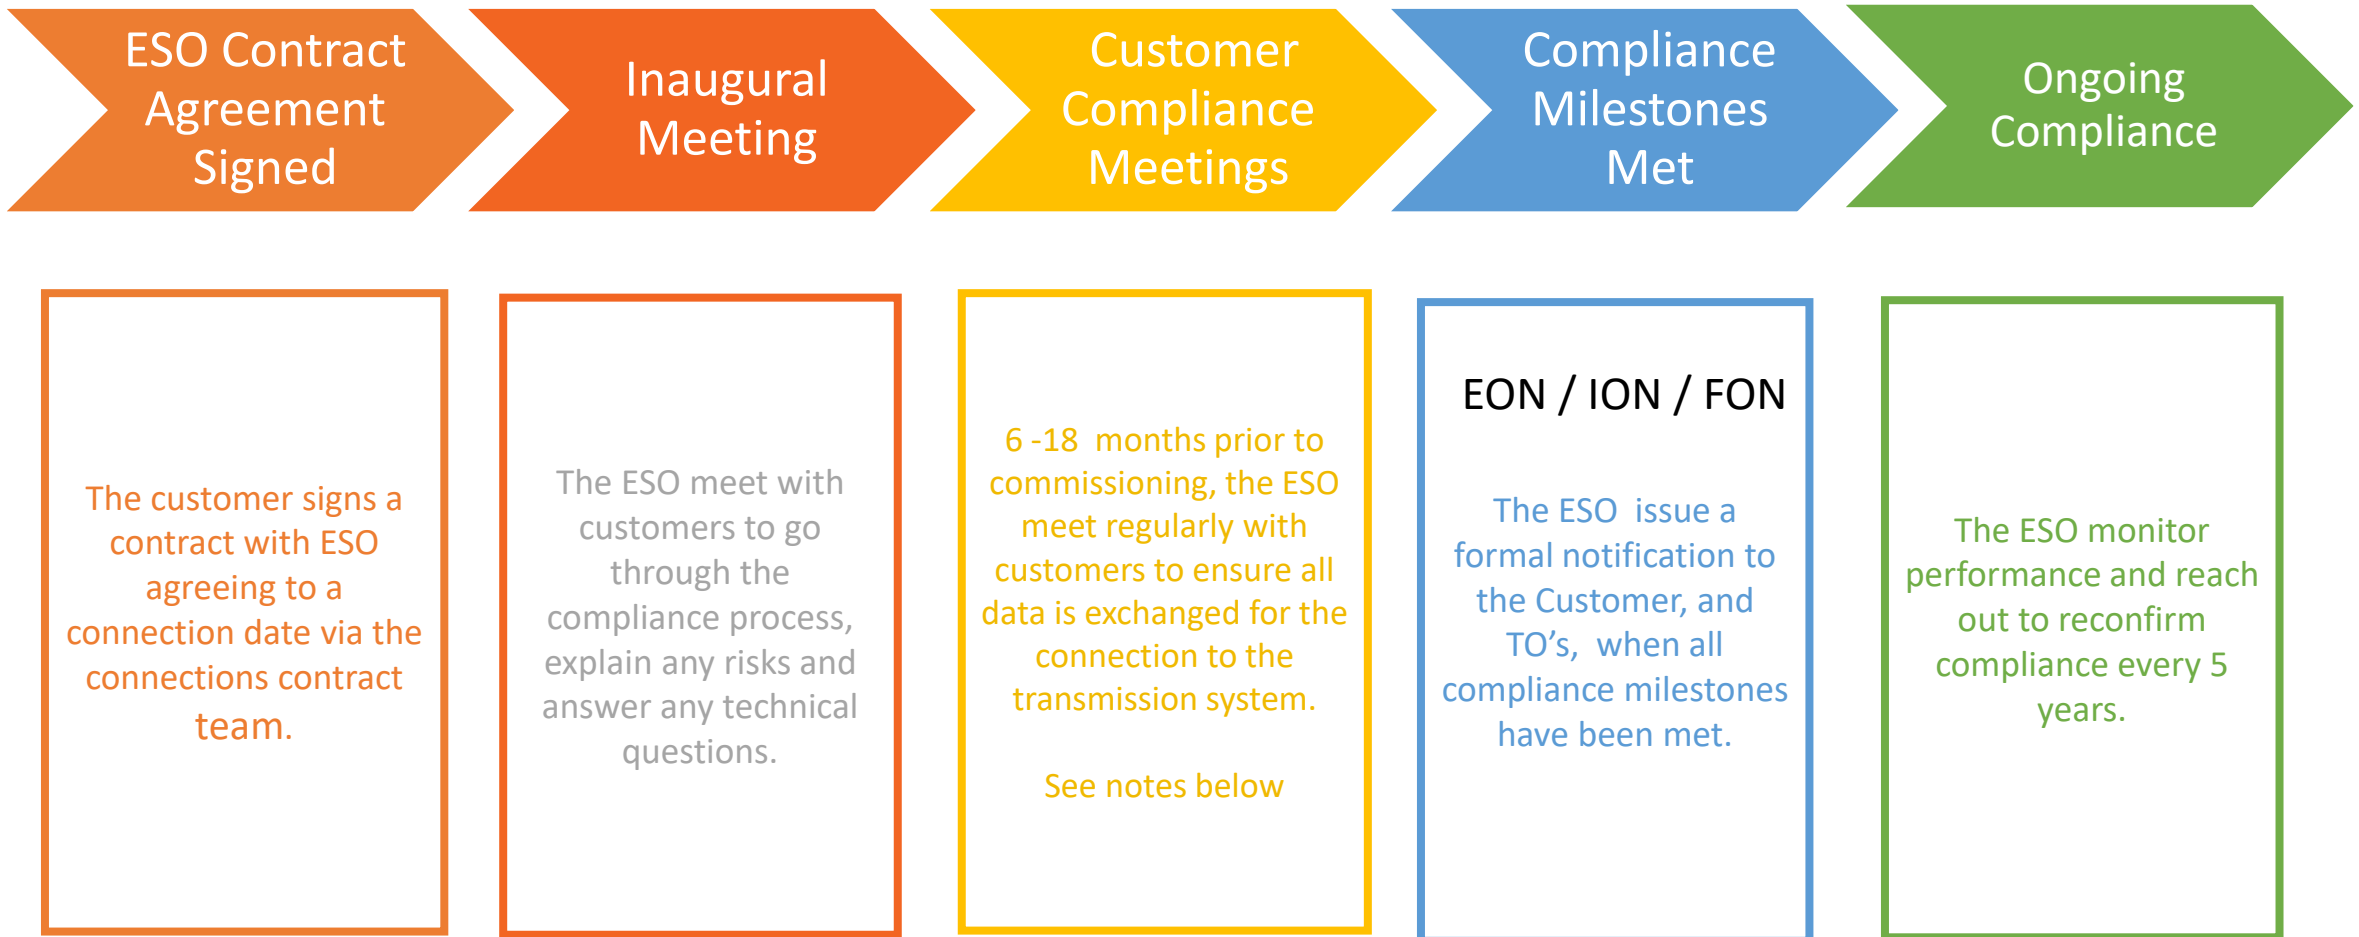 ESO Contract
Agreement
Signed
Inaugural
Meeting
Customer
Compliance
Meetings
Compliance
Milestones
Met
Ongoing
Compliance
The customer signs a
contract with ESO
agreeing to a
connection date via the
connections contract
team.
The ESO meet with
customers to go
through the
compliance process,
explain any risks and
answer any technical
questions.
6 -18 months prior to
commissioning, the ESO
meet regularly with
customers to ensure all
data is exchanged for the
connection to the
transmission system.
See notes below
EON / ION / FON
The ESO issue a
formal notification to
the Customer, and
TO’s, when all
compliance milestones
have been met.
The ESO monitor
performance and reach
out to reconfirm
compliance every 5
years.